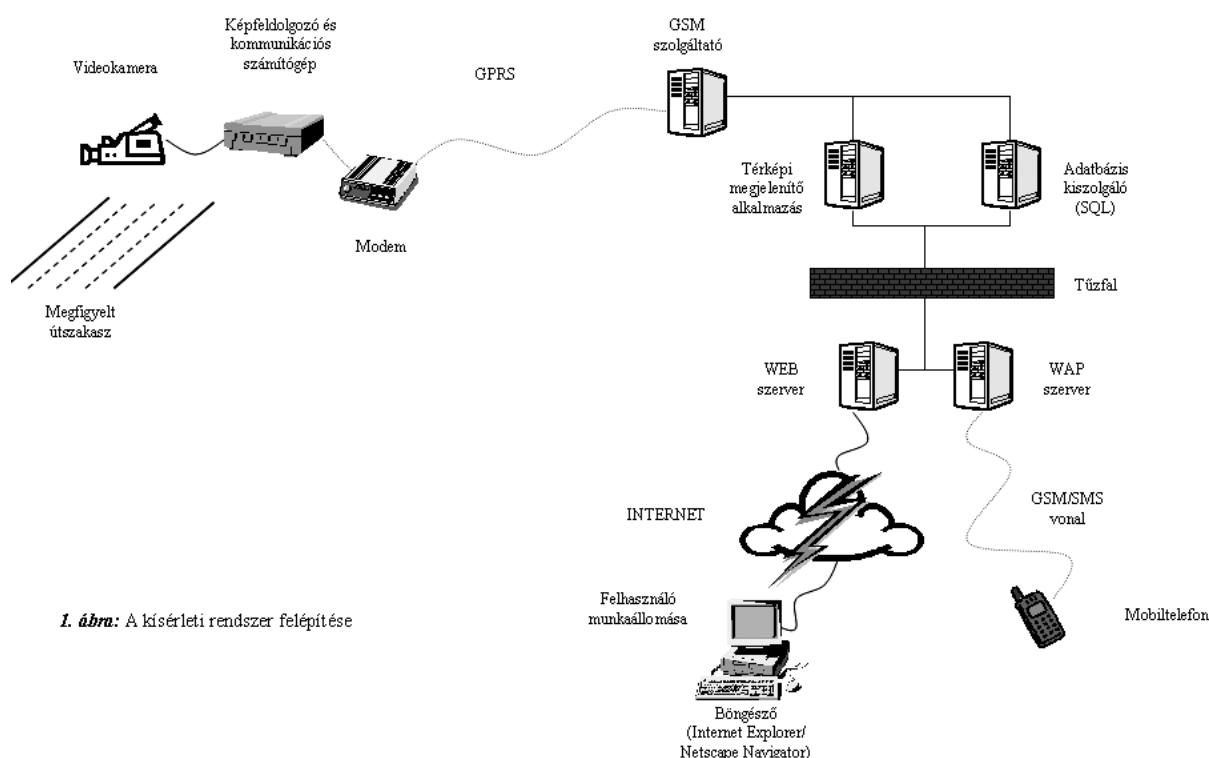 Videokamera
Képfeldolgozó és
kommunikációs
számítógép
GPRS
GSM
szolgáltató
Modem
Megfigyelt
útszakasz
Térképi
megjelenítő
alkalmazás
Adatbázis
kiszolgáló
(SQL)
Tűzfal
WEB
szerver
WAP
szerver
INTERNET
GSM/SMS
vonal
Felhasználó
munkaállomása
Mobiltelefon
Böngésző
(Internet Explorer/
Netscape Navigator)
1. ábra: A kísérleti rendszer felépítése